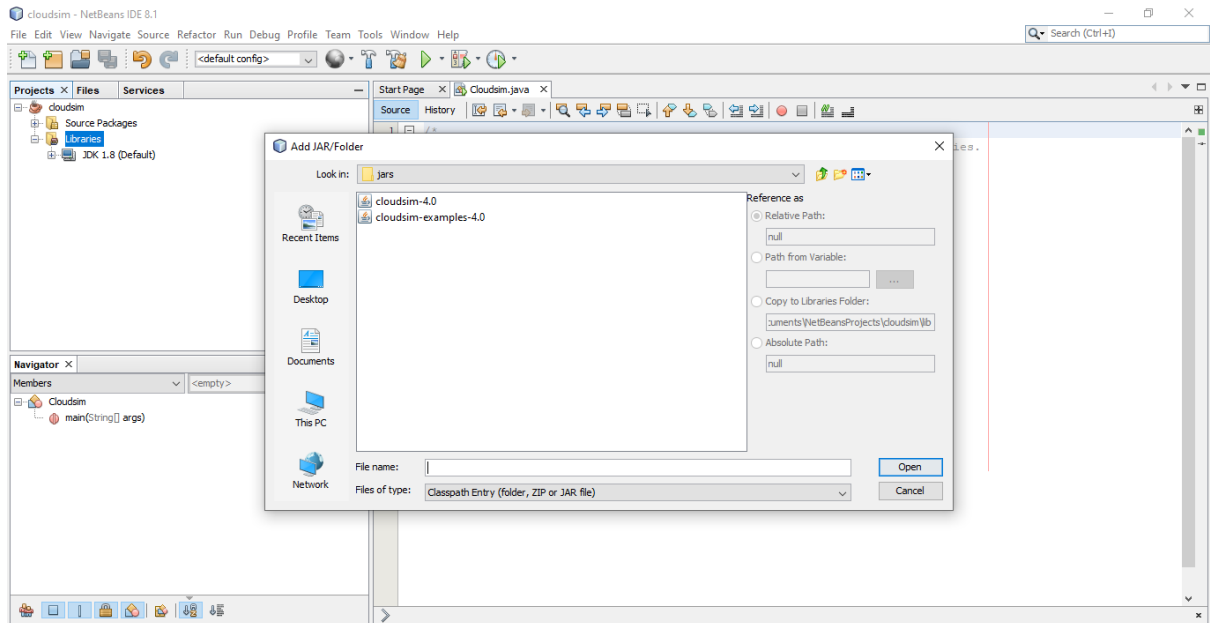 cloudsim - NetBeans IDE 8.1
File Edit View Navigate Source Refactor Run Debug Profile Team Tools Window Help
Search (Ctrl+I)
<default config>
Projects Files Services
Start Page Cloudsim.java
cloudsim
Source Packages
Libraries
JDK 1.8 (Default)
Source History
1 /*
ies.
Add JAR/Folder
Look in: jars
Recent Items
Desktop
Documents
This PC
Network
cloudsim-4.0
cloudsim-examples-4.0
Reference as
Relative Path:
null
Path from Variable:
...
Copy to Libraries Folder:
:uments\NetBeansProjects\cloudsim\lib
Absolute Path:
null
File name:
Open
Files of type: Classpath Entry (folder, ZIP or JAR file)
Cancel
Navigator
Members <empty>
Cloudsim
main(String[] args)